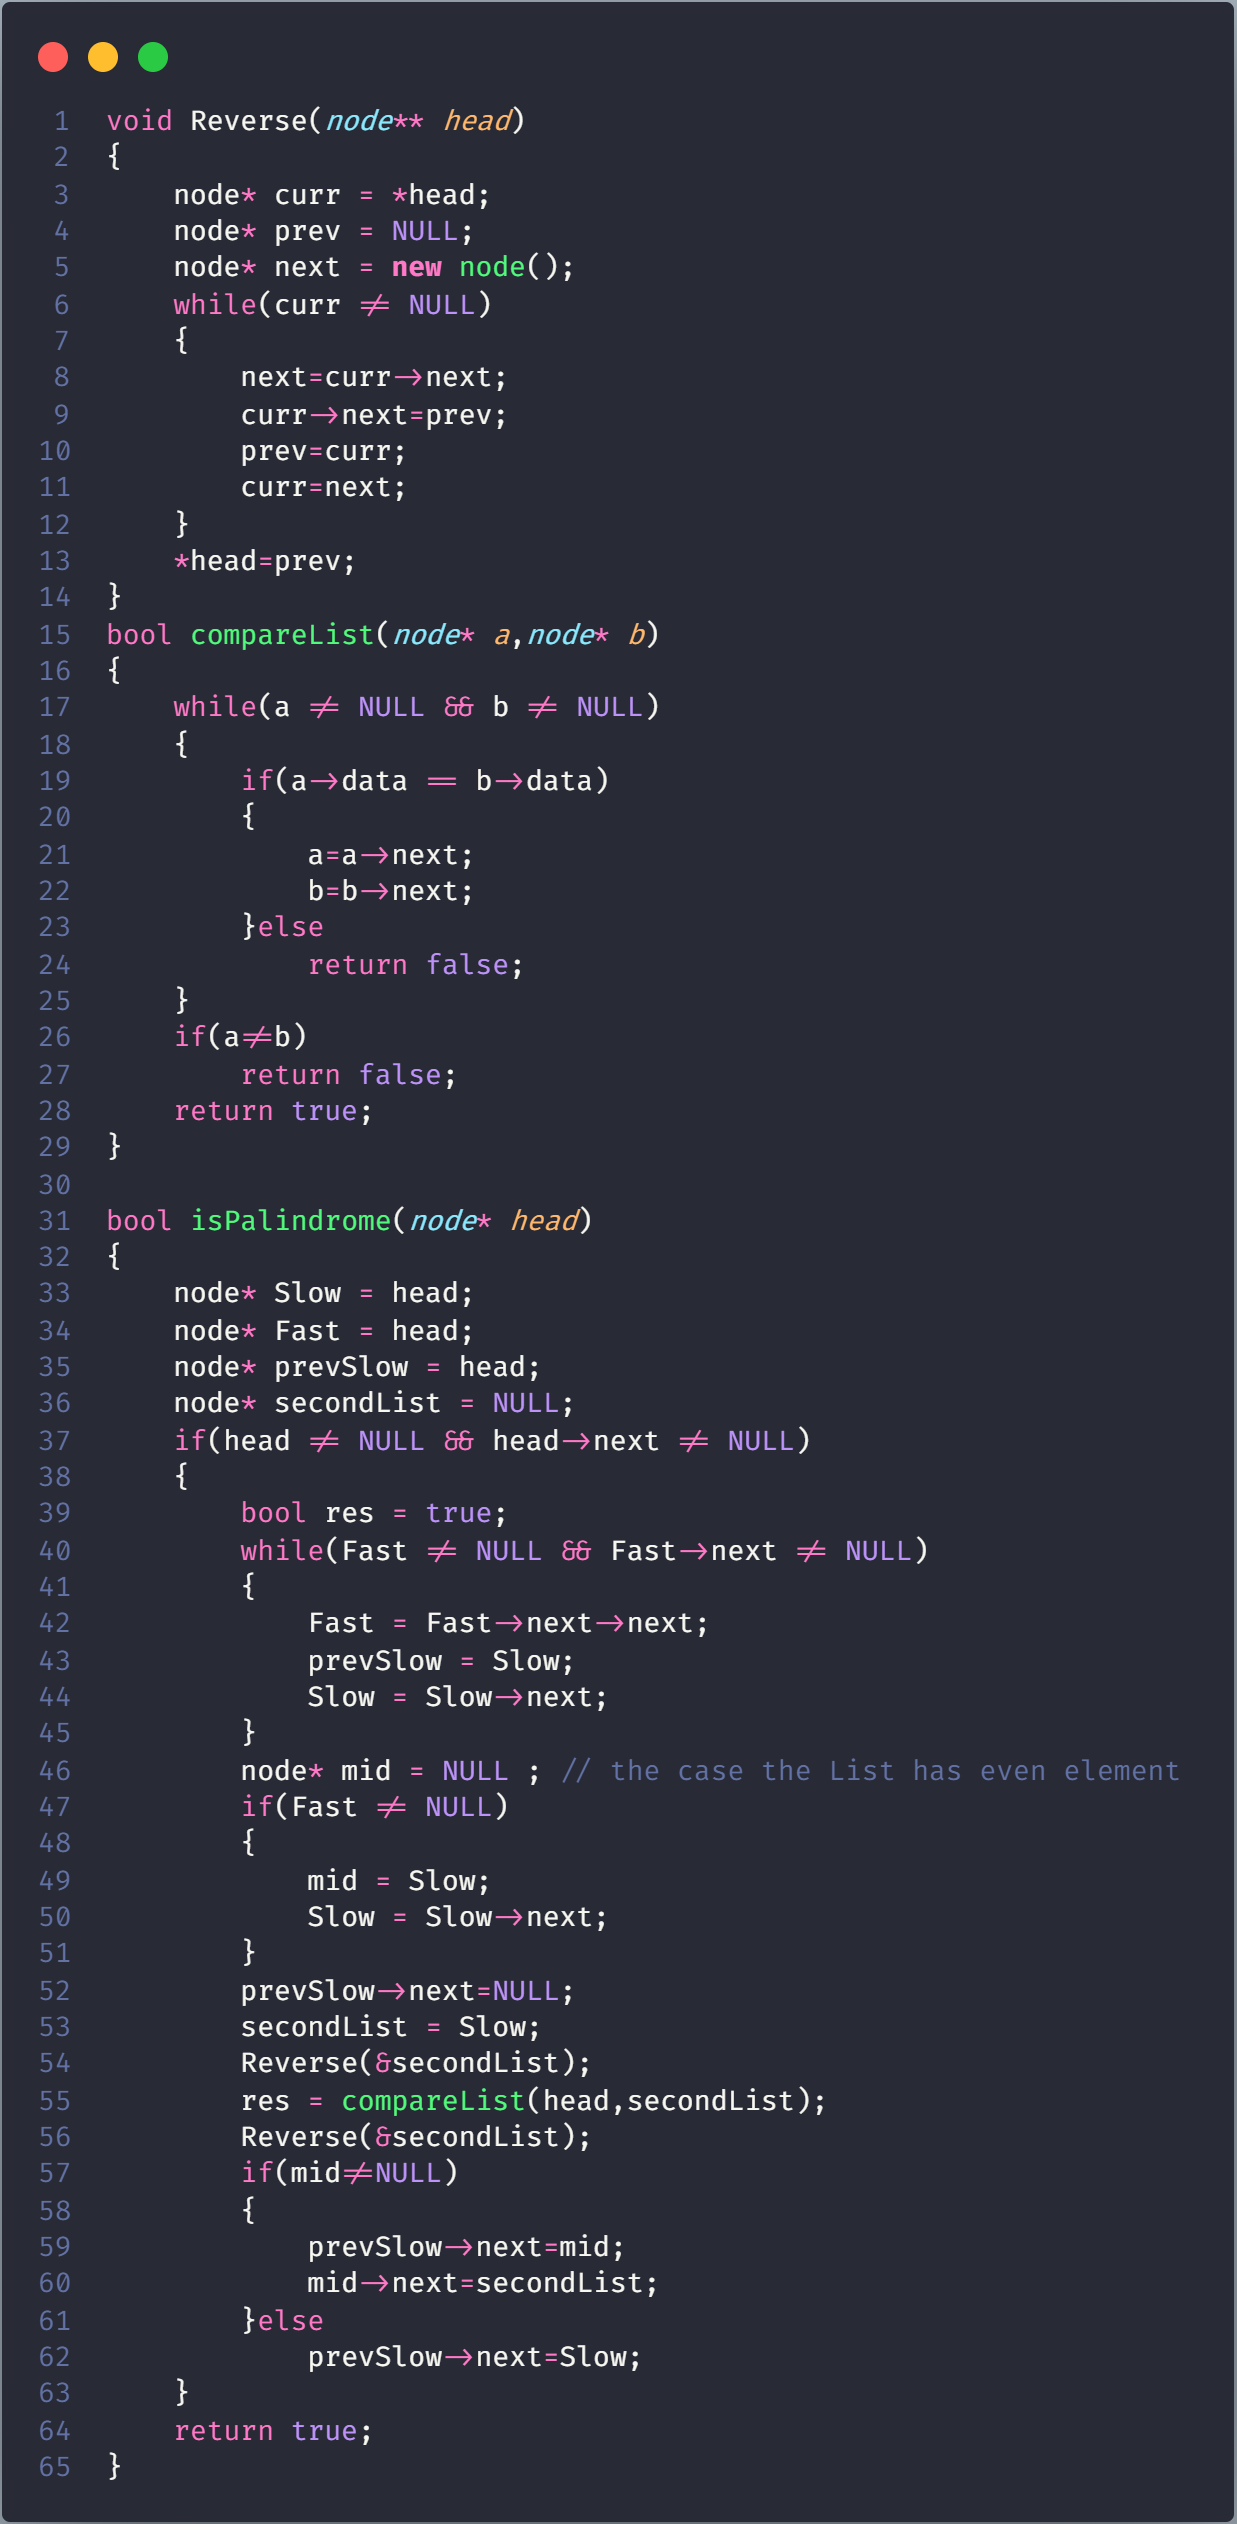 1 void Reverse(node** head)
2 {
3     node* curr = *head;
4     node* prev = NULL;
5     node* next = new node();
6     while(curr != NULL)
7     {
8         next=curr->next;
9         curr->next=prev;
10         prev=curr;
11         curr=next;
12     }
13     *head=prev;
14 }
15 bool compareList(node* a,node* b)
16 {
17     while(a != NULL && b != NULL)
18     {
19         if(a->data == b->data)
20         {
21             a=a->next;
22             b=b->next;
23         }else
24             return false;
25     }
26     if(a!=b)
27         return false;
28     return true;
29 }
30
31 bool isPalindrome(node* head)
32 {
33     node* Slow = head;
34     node* Fast = head;
35     node* prevSlow = head;
36     node* secondList = NULL;
37     if(head != NULL && head->next != NULL)
38     {
39         bool res = true;
40         while(Fast != NULL && Fast->next != NULL)
41         {
42             Fast = Fast->next->next;
43             prevSlow = Slow;
44             Slow = Slow->next;
45         }
46         node* mid = NULL ; // the case the List has even element
47         if(Fast != NULL)
48         {
49             mid = Slow;
50             Slow = Slow->next;
51         }
52         prevSlow->next=NULL;
53         secondList = Slow;
54         Reverse(&secondList);
55         res = compareList(head,secondList);
56         Reverse(&secondList);
57         if(mid!=NULL)
58         {
59             prevSlow->next=mid;
60             mid->next=secondList;
61         }else
62             prevSlow->next=Slow;
63     }
64     return true;
65 }